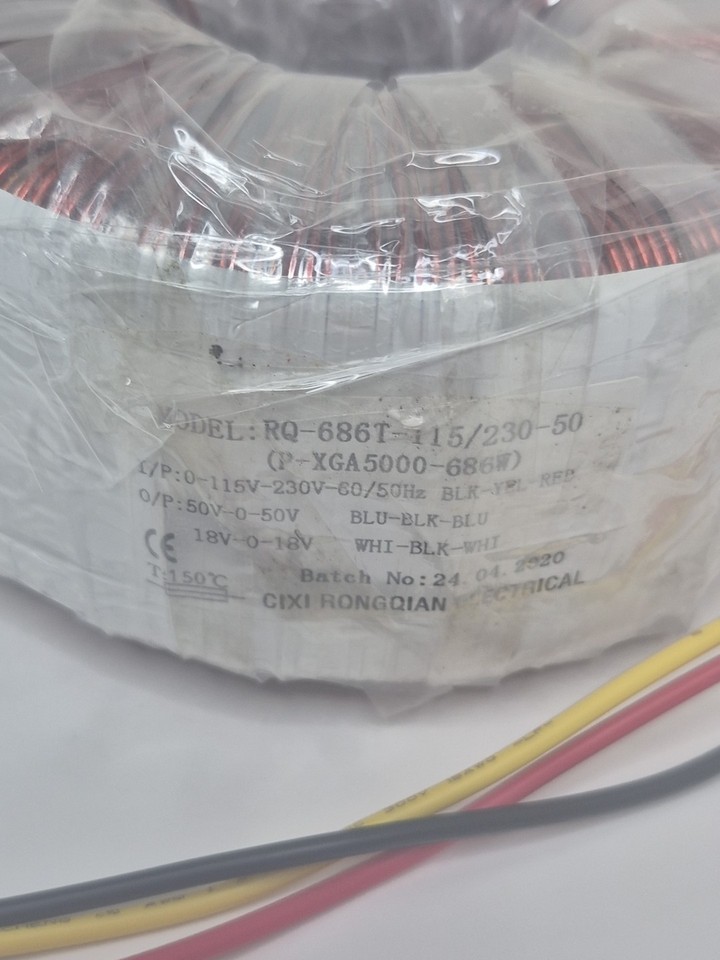 MODEL:RQ-686T-115/230-50
(P-XGA5000-686W)
I/P:0-115V-230V-60/50Hz BLK-YEL-RED
O/P:50V-0-50V BLU-BLK-BLU
CE 18V-0-18V WHI-BLK-WHI
T:150℃ Batch No:24.04.2020
CIXI RONGQIAN ELECTRICAL